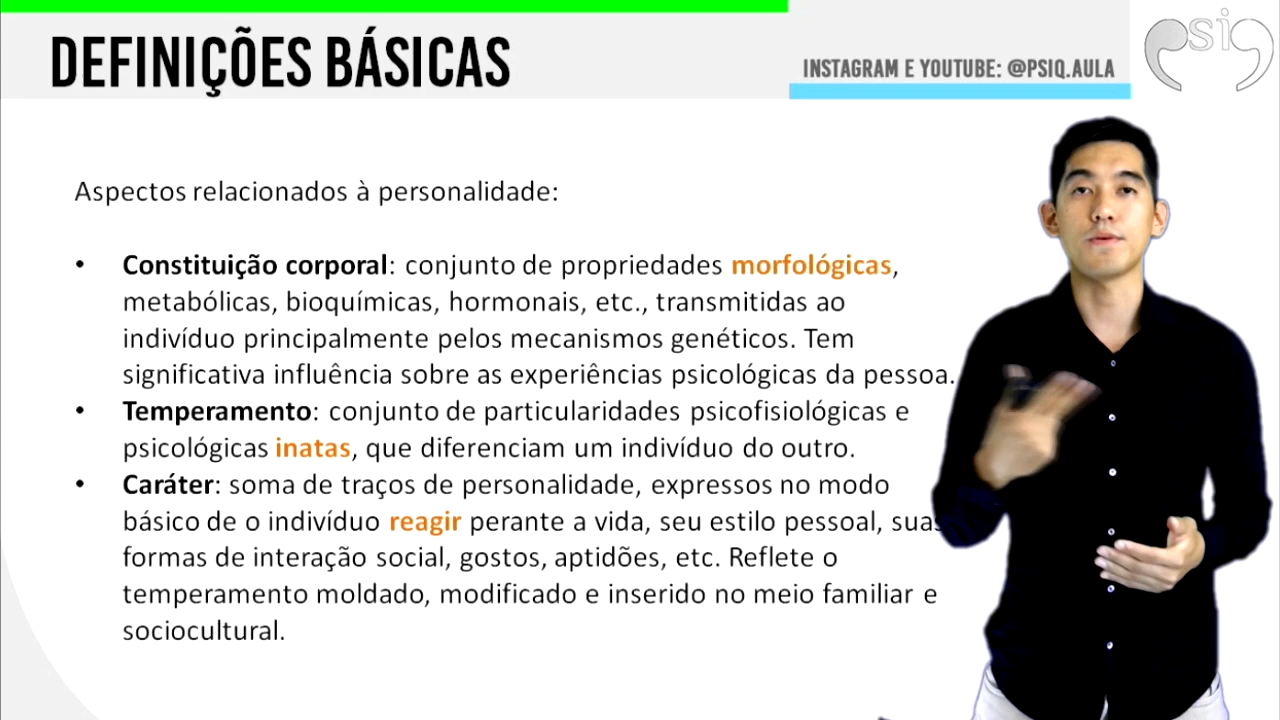 DEFINIÇÕES BÁSICAS
INSTAGRAM E YOUTUBE: @PSIQ.AULA
psiq
Aspectos relacionados à personalidade:
• Constituição corporal: conjunto de propriedades morfológicas,
metabólicas, bioquímicas, hormonais, etc., transmitidas ao
indivíduo principalmente pelos mecanismos genéticos. Tem
significativa influência sobre as experiências psicológicas da pessoa.
• Temperamento: conjunto de particularidades psicofisiológicas e
psicológicas inatas, que diferenciam um indivíduo do outro.
• Caráter: soma de traços de personalidade, expressos no modo
básico de o indivíduo reagir perante a vida, seu estilo pessoal, suas
formas de interação social, gostos, aptidões, etc. Reflete o
temperamento moldado, modificado e inserido no meio familiar e
sociocultural.